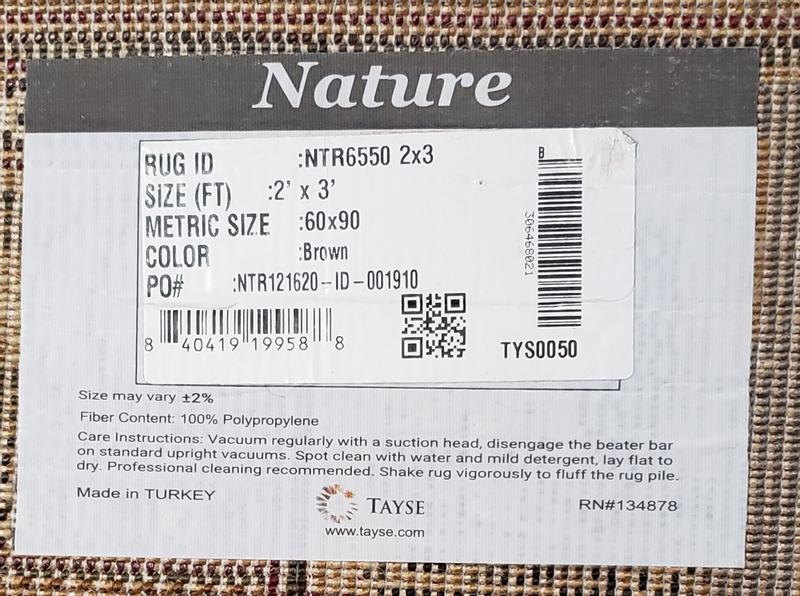 Nature
RUG ID :NTR6550 2x3
SIZE (FT) :2' x 3'
METRIC SIZE :60x90
COLOR :Brown
PO# :NTR121620-ID-001910
B
306468021
8 40419 19958 8
TYS0050
Size may vary ±2%
Fiber Content: 100% Polypropylene
Care Instructions: Vacuum regularly with a suction head, disengage the beater bar
on standard upright vacuums. Spot clean with water and mild detergent, lay flat to
dry. Professional cleaning recommended. Shake rug vigorously to fluff the rug pile.
Made in TURKEY
TAYSE
RN#134878
www.tayse.com